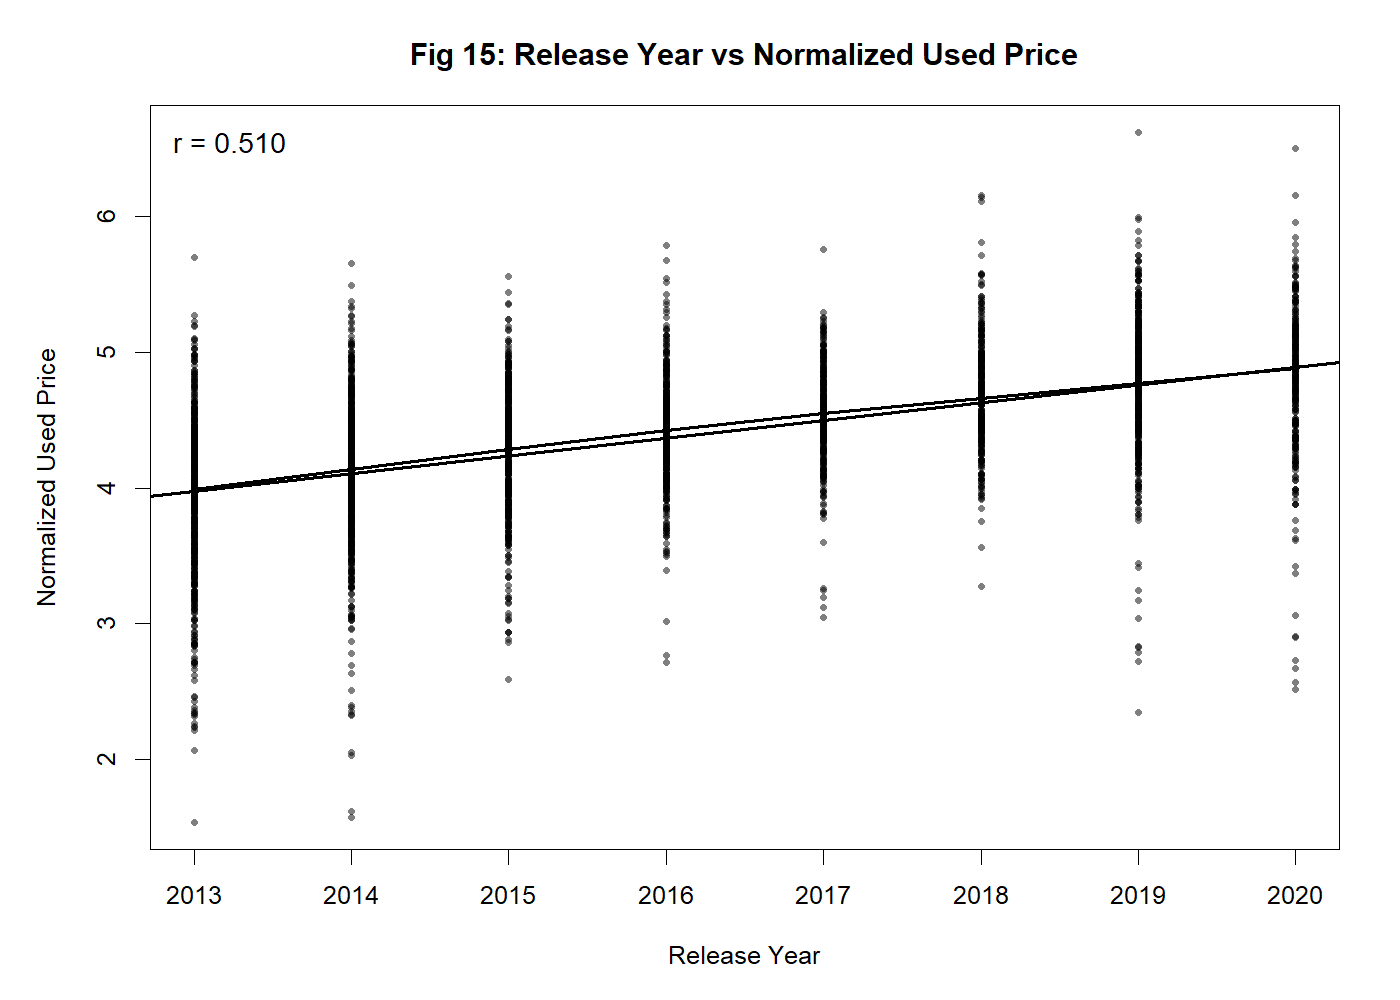 Fig 15: Release Year vs Normalized Used Price
r = 0.510
6
5
4
3
2
Normalized Used Price
2013 2014 2015 2016 2017 2018 2019 2020
Release Year